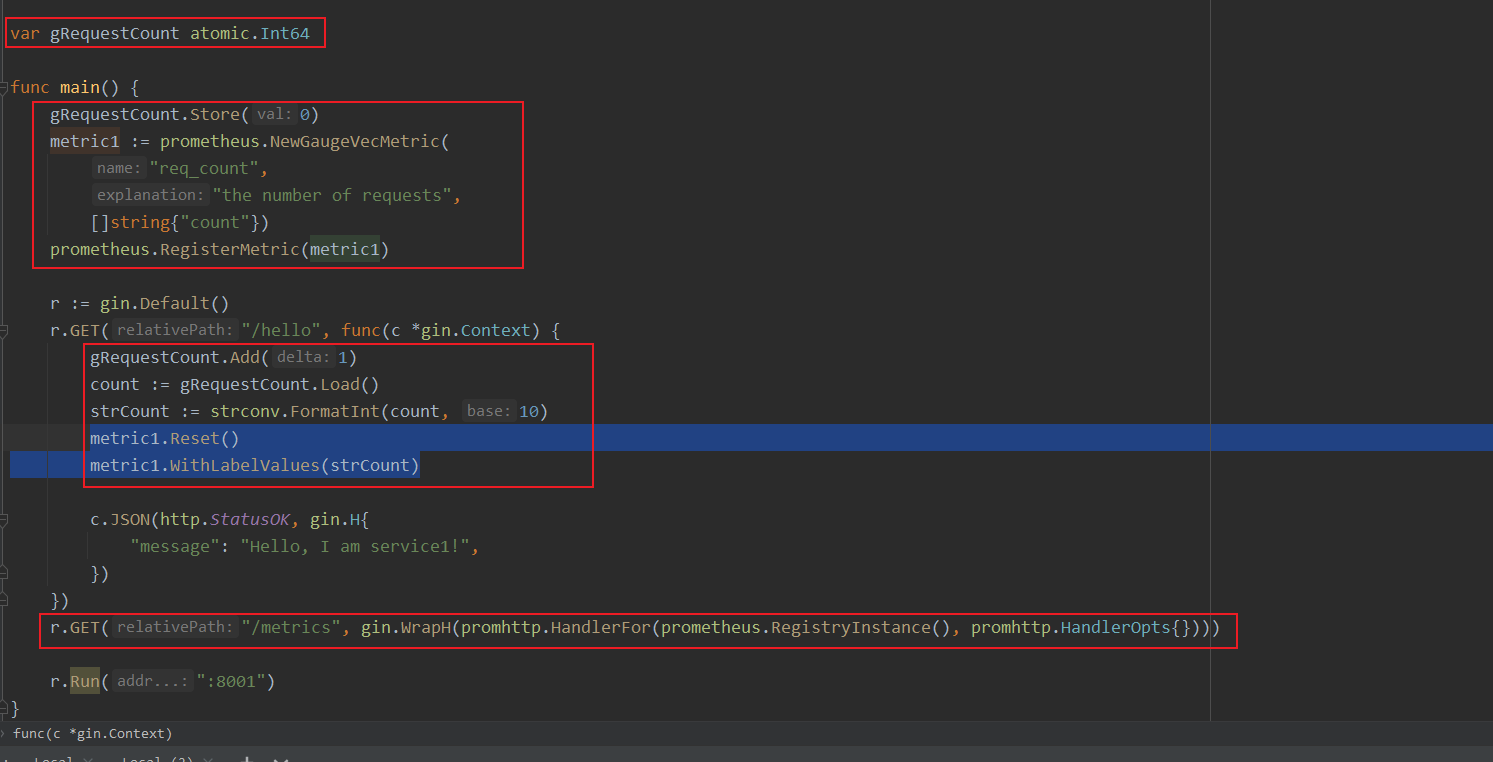 var gRequestCount atomic.Int64
func main() {
gRequestCount.Store( val: 0)
metric1 := prometheus.NewGaugeVecMetric(
name: "req_count",
explanation: "the number of requests",
[]string{"count"})
prometheus.RegisterMetric(metric1)
r := gin.Default()
r.GET( relativePath: "/hello", func(c *gin.Context) {
gRequestCount.Add( delta: 1)
count := gRequestCount.Load()
strCount := strconv.FormatInt(count, base: 10)
metric1.Reset()
metric1.WithLabelValues(strCount)
c.JSON(http.StatusOK, gin.H{
"message": "Hello, I am service1!",
})
})
r.GET( relativePath: "/metrics", gin.WrapH(promhttp.HandlerFor(prometheus.RegistryInstance(), promhttp.HandlerOpts{})))
r.Run( addr...: ":8001")
}
func(c *gin.Context)